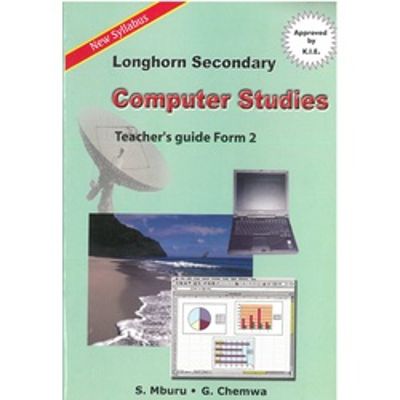 New Syllabus
Approved
by
K.I.E.
Longhorn Secondary
Computer Studies
Teacher's guide Form 2
S. Mburu • G. Chemwa